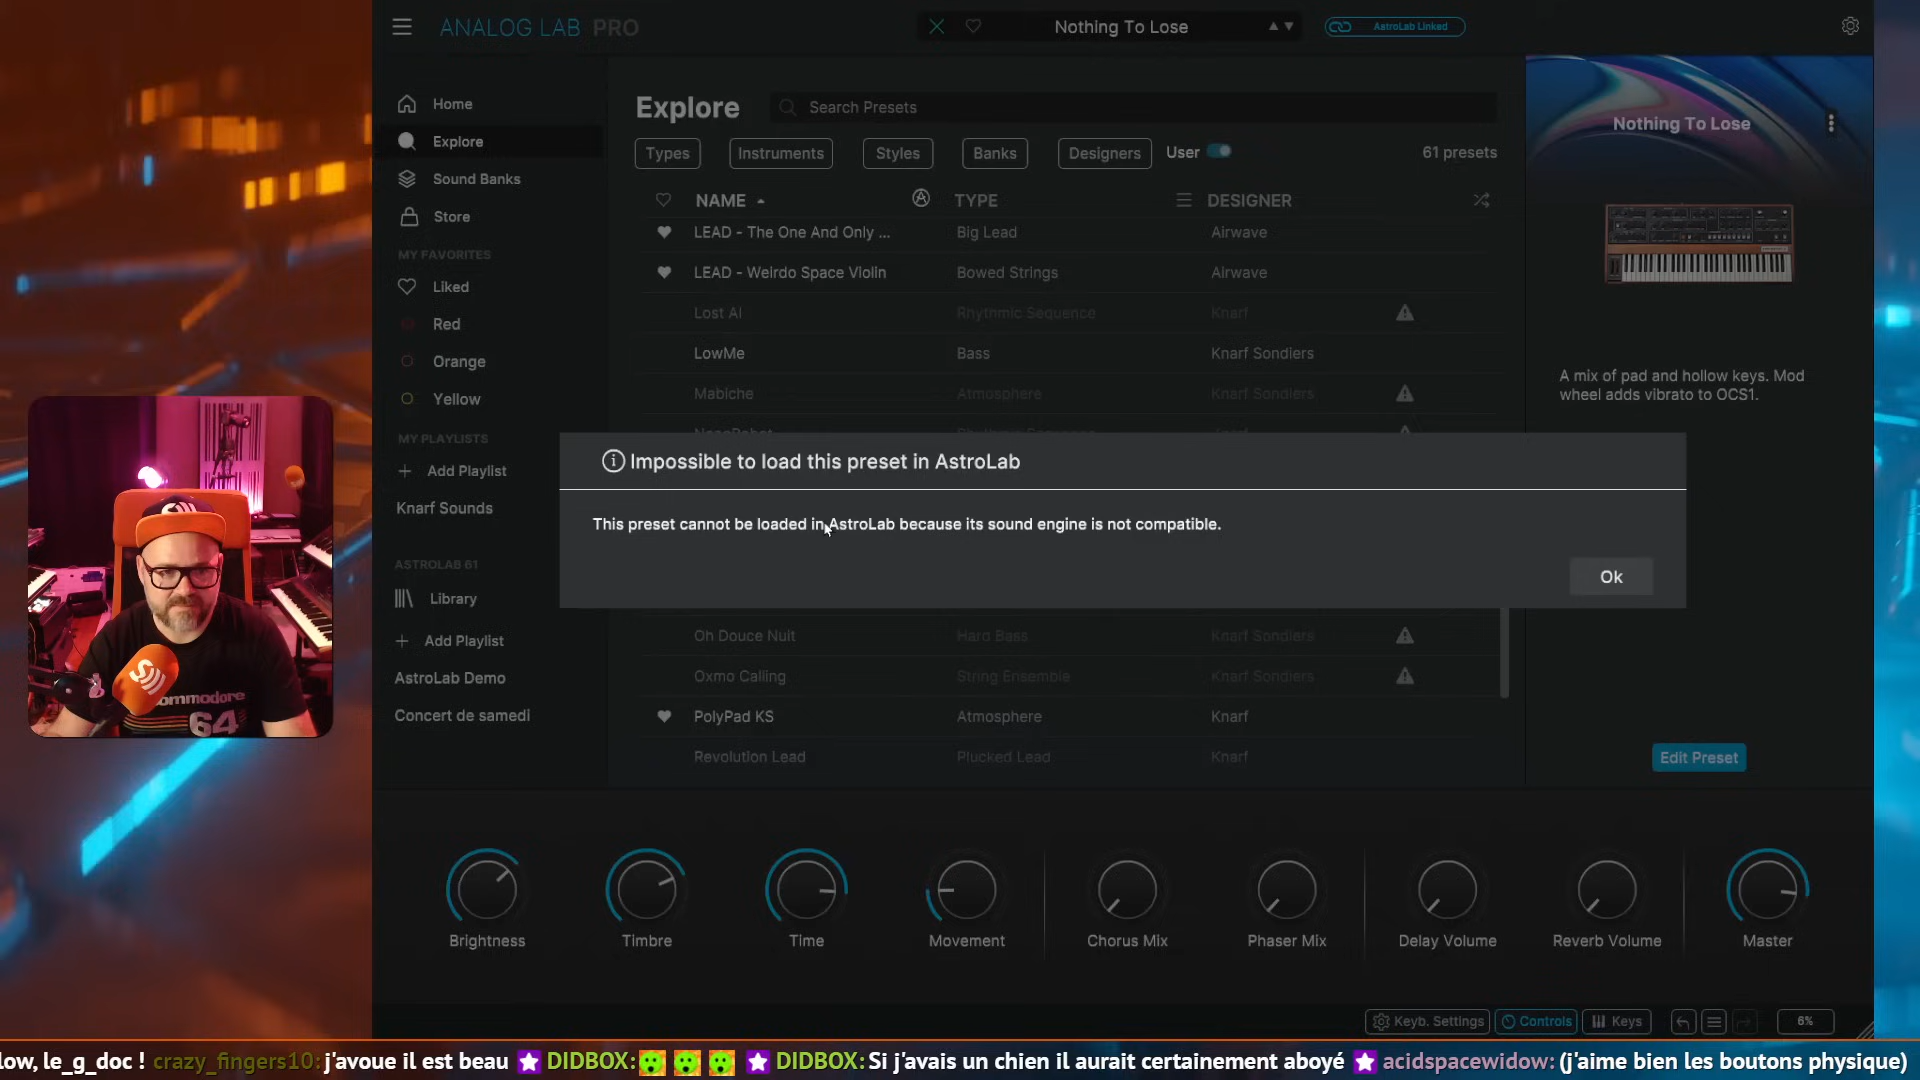 ANALOG LAB PRO
Nothing To Lose
AstroLab Linked
Home
Explore
Sound Banks
Store
MY FAVORITES
Liked
Red
Orange
Yellow
MY PLAYLISTS
Add Playlist
Knarf Sounds
ASTROLAB 61
Library
Add Playlist
AstroLab Demo
Concert de samedi
Explore
Search Presets
Types
Instruments
Styles
Banks
Designers
User
61 presets
NAME
TYPE
DESIGNER
LEAD - The One And Only ...
Big Lead
Airwave
LEAD - Weirdo Space Violin
Bowed Strings
Airwave
Lost AI
Rhythmic Sequence
Knarf
LowMe
Bass
Knarf Sondiers
Mabiche
Atmosphere
Knarf Sondiers
Impossible to load this preset in AstroLab
This preset cannot be loaded in AstroLab because its sound engine is not compatible.
Ok
Oh Douce Nuit
Hard Bass
Knarf Sondiers
Oxmo Calling
String Ensemble
Knarf Sondiers
PolyPad KS
Atmosphere
Knarf
Revolution Lead
Plucked Lead
Knarf
Nothing To Lose
A mix of pad and hollow keys. Mod
wheel adds vibrato to OCS1.
Edit Preset
Brightness
Timbre
Time
Movement
Chorus Mix
Phaser Mix
Delay Volume
Reverb Volume
Master
Keyb. Settings
Controls
Keys
6%
ommodore
64
low, le_g_doc ! crazy_fingers10: j'avoue il est beau DIDBOX: DIDBOX: Si j'avais un chien il aurait certainement aboyé acidspacewidow: (j'aime bien les boutons physique)